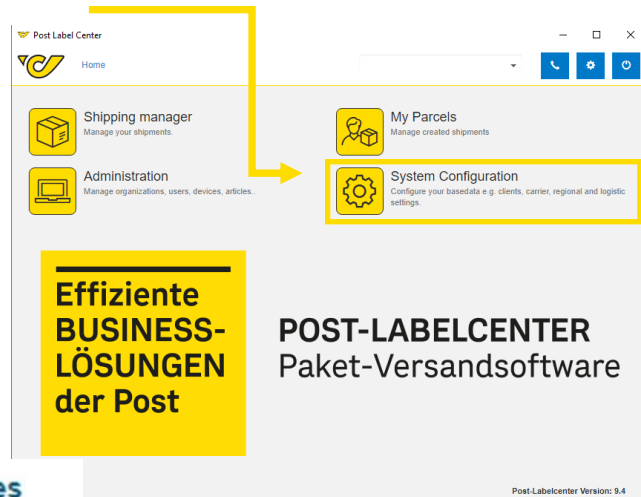 Post Label Center
Home
Shipping manager
Manage your shipments.
My Parcels
Manage created shipments
Administration
Manage organizations, users, devices, articles..
System Configuration
Configure your basedata e.g. clients, carrier, regional and logistic
settings.
Effiziente
BUSINESS-
LÖSUNGEN
der Post
POST-LABELCENTER
Paket-Versandsoftware
Post-Labelcenter Version: 9.4